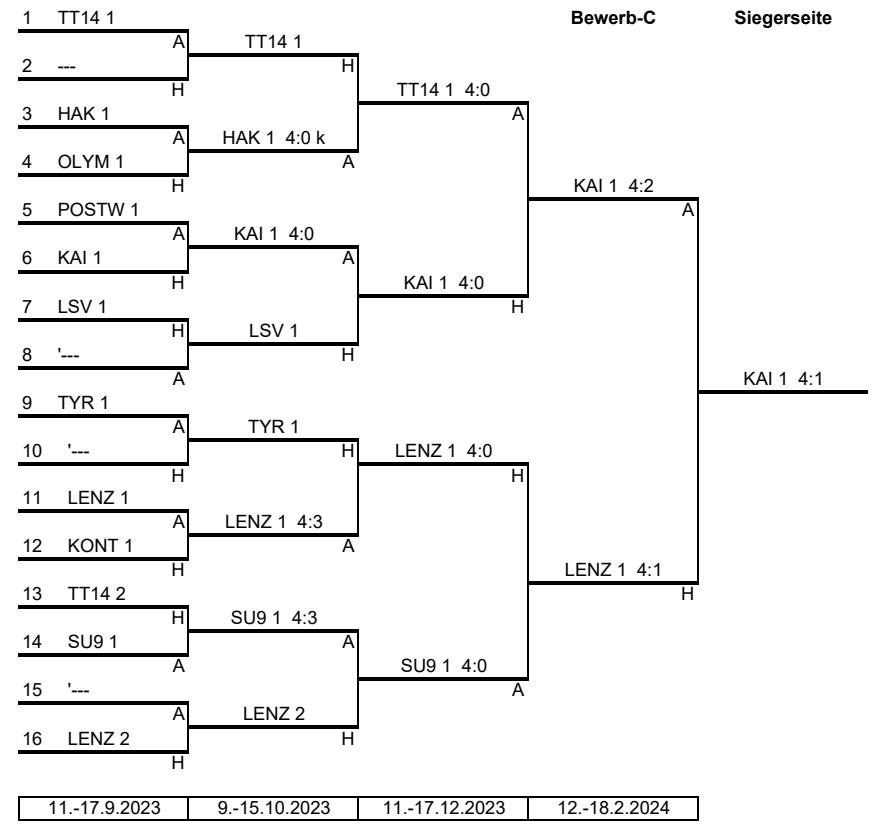 1 TT14 1 Bewerb-C Siegerseite
A TT14 1
2 --- H
H TT14 1 4:0
3 HAK 1 A
A HAK 1 4:0 k
4 OLYM 1 A
H KAI 1 4:2
5 POSTW 1 A
A KAI 1 4:0
6 KAI 1 A
H KAI 1 4:0
7 LSV 1 H
H LSV 1
8 '--- H
A KAI 1 4:1
9 TYR 1
A TYR 1
10 '--- H LENZ 1 4:0
H H
11 LENZ 1
A LENZ 1 4:3
12 KONT 1 A
H LENZ 1 4:1
13 TT14 2 H
H SU9 1 4:3
14 SU9 1 A
A SU9 1 4:0
15 '--- A
A LENZ 2
16 LENZ 2 H
H
11.-17.9.2023 9.-15.10.2023 11.-17.12.2023 12.-18.2.2024